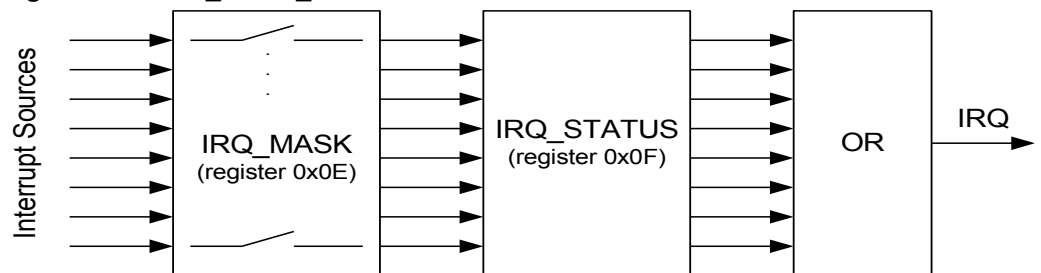 Interrupt Sources
IRQ_MASK
(register 0x0E)
IRQ_STATUS
(register 0x0F)
OR
IRQ